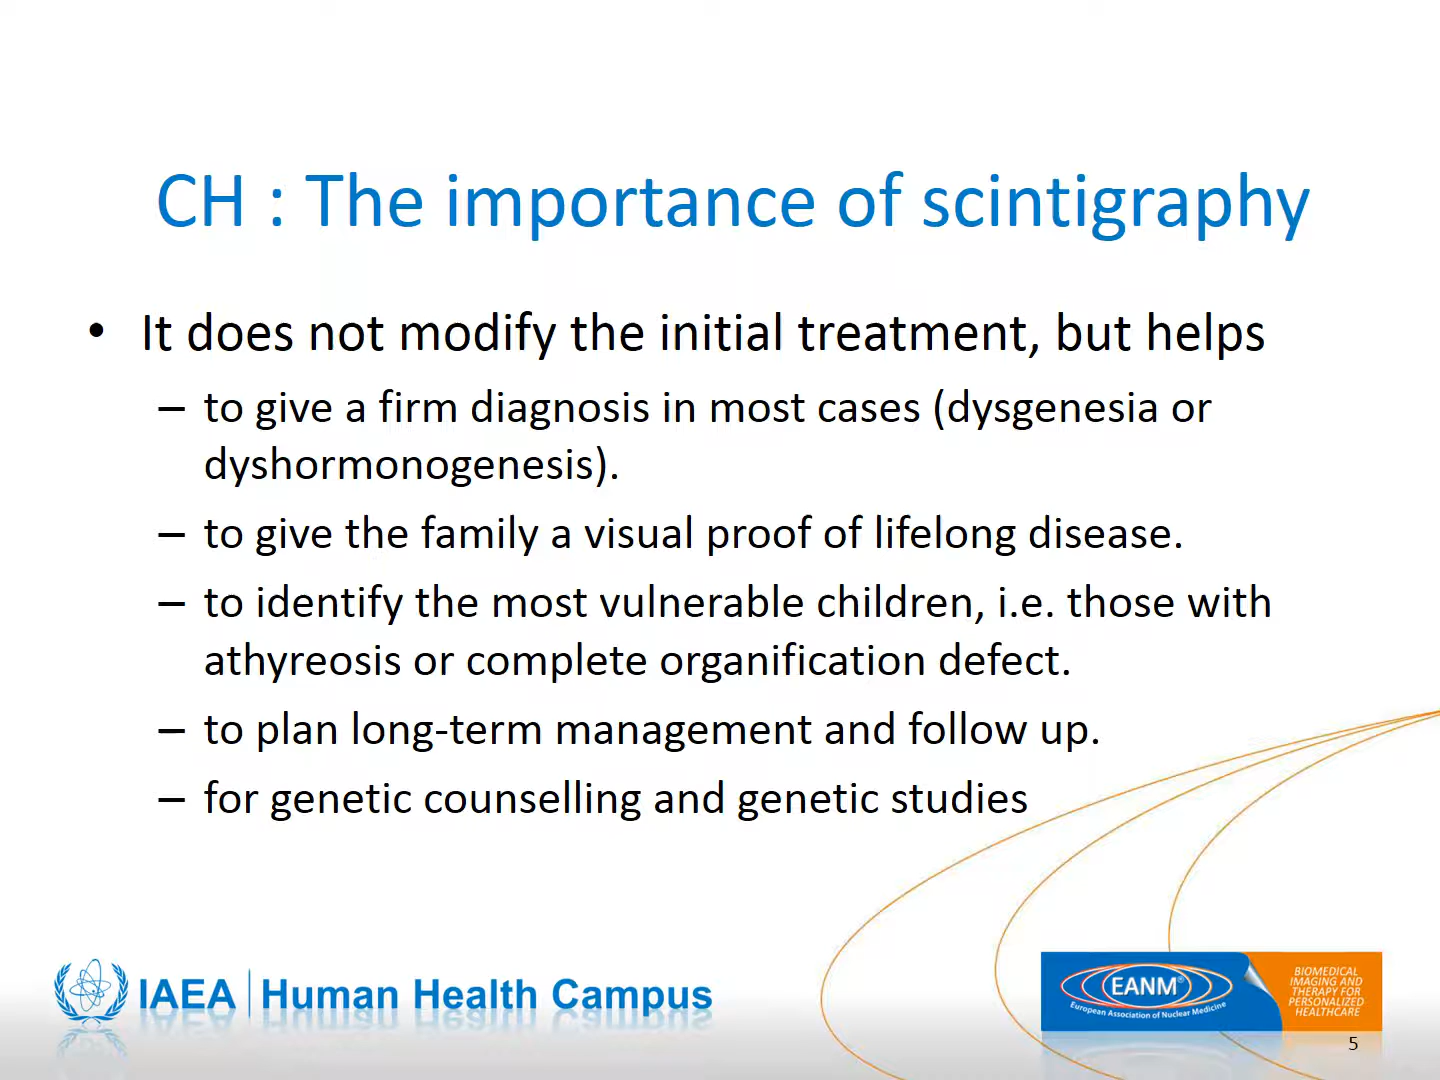 CH : The importance of scintigraphy
• It does not modify the initial treatment, but helps
– to give a firm diagnosis in most cases (dysgenesia or
dyshormonogenesis).
– to give the family a visual proof of lifelong disease.
– to identify the most vulnerable children, i.e. those with
athyreosis or complete organification defect.
– to plan long-term management and follow up.
– for genetic counselling and genetic studies
IAEA | Human Health Campus
EANM®
European Association of Nuclear Medicine
BIOMEDICAL
IMAGING AND
THERAPY FOR
PERSONALIZED
HEALTHCARE
5